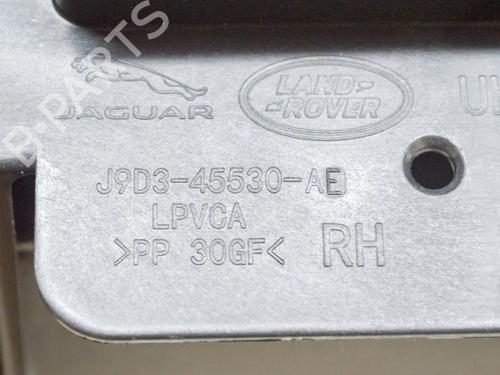 JAGUAR
LAND-
ROVER
J9D3-45530-AE
LPVCA
>PP 30GF<
RH
B-PARTS